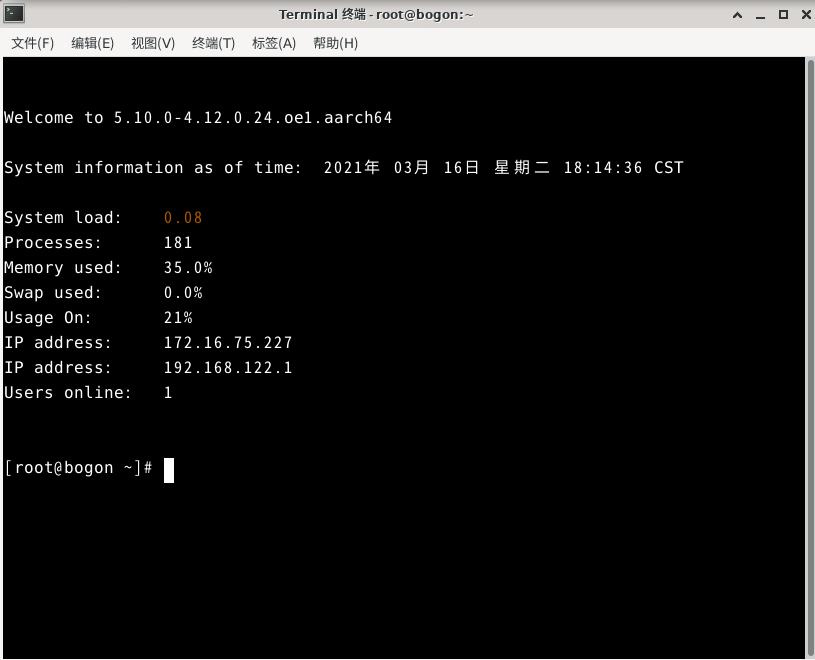 Terminal 终端 - root@bogon:~
文件(F) 编辑(E) 视图(V) 终端(T) 标签(A) 帮助(H)
Welcome to 5.10.0-4.12.0.24.oe1.aarch64
System information as of time: 2021年 03月 16日 星期二 18:14:36 CST
System load: 0.08
Processes: 181
Memory used: 35.0%
Swap used: 0.0%
Usage On: 21%
IP address: 172.16.75.227
IP address: 192.168.122.1
Users online: 1
[root@bogon ~]#